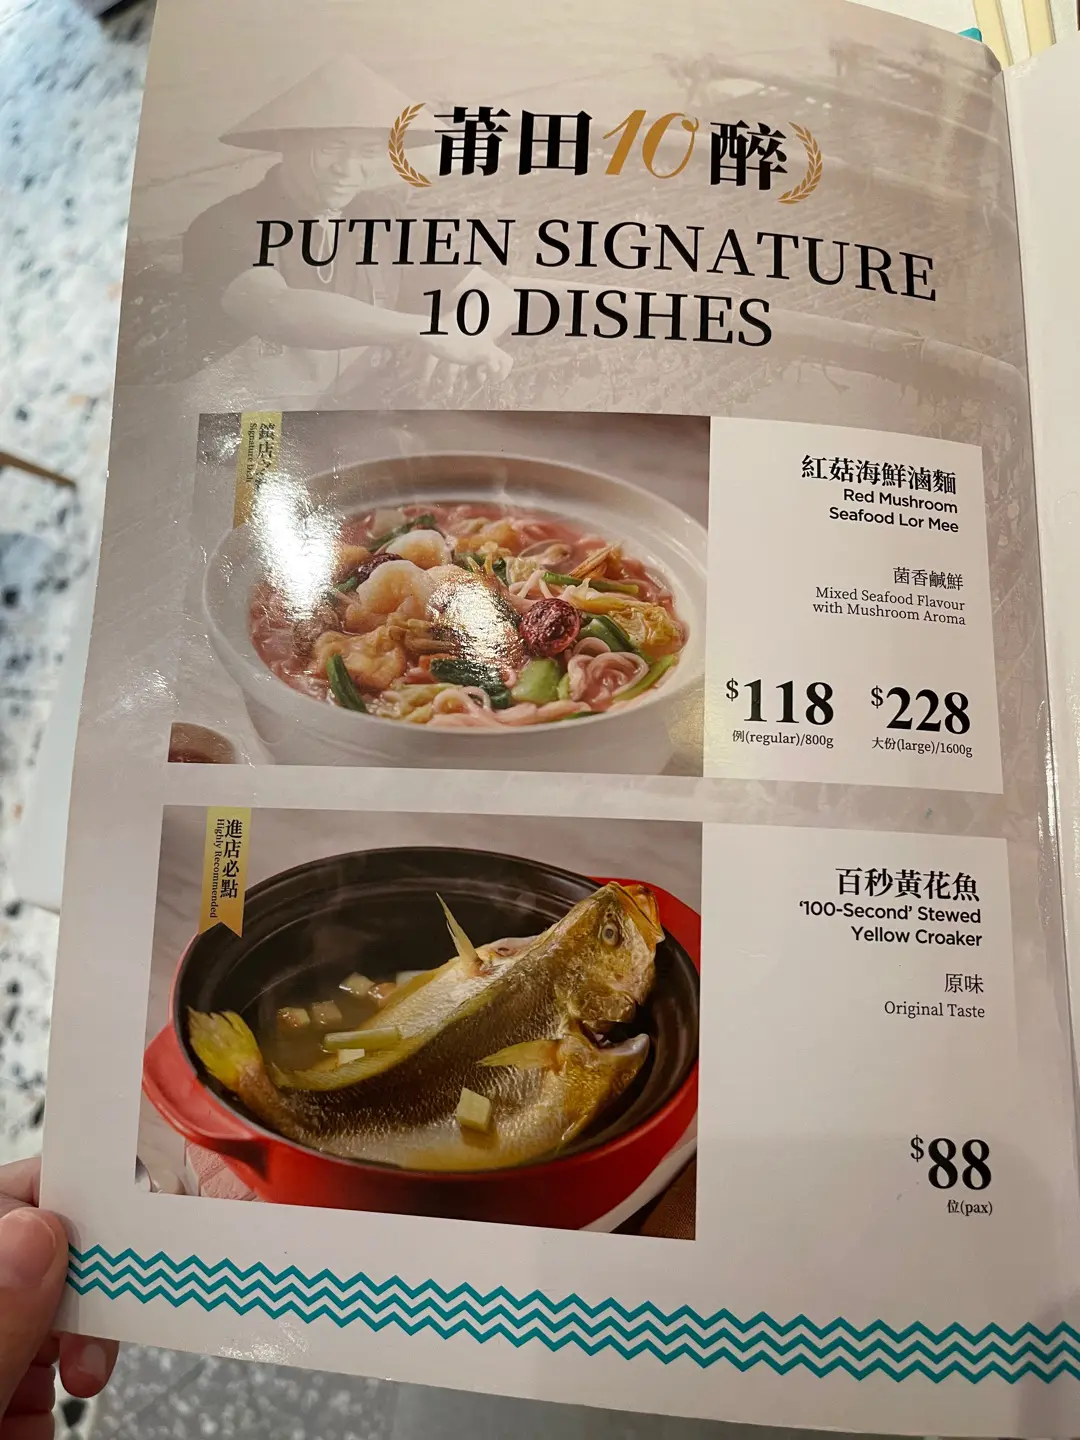 莆田10醉
PUTIEN SIGNATURE
10 DISHES
Signature Dish
紅菇海鮮滷麵
Red Mushroom
Seafood Lor Mee
菌香鹹鮮
Mixed Seafood Flavour
with Mushroom Aroma
$118
例(regular)/800g
$228
大份(large)/1600g
進店必點
Highly Recommended
百秒黃花魚
‘100-Second’ Stewed
Yellow Croaker
原味
Original Taste
$88
位(pax)